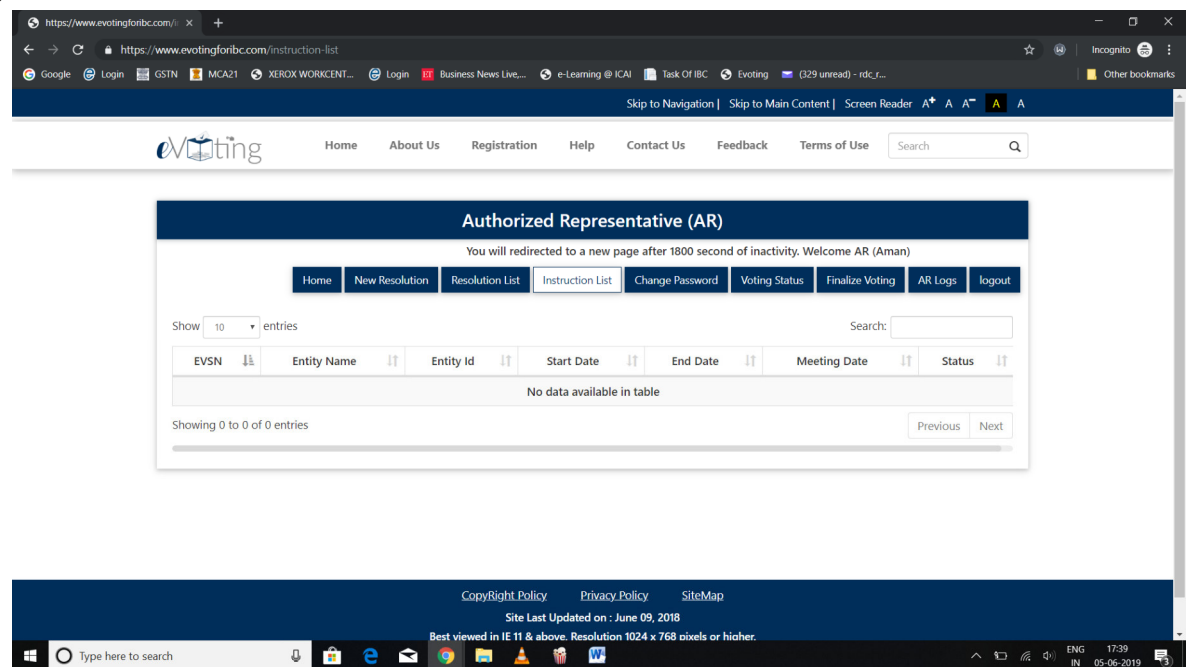 https://www.evotingforibc.com/i
https://www.evotingforibc.com/instruction-list
Incognito
Google Login GSTN MCA21 XEROX WORKCENT... Login ET Business News Live,... e-Learning @ ICAI Task Of IBC Evoting (329 unread) - rdc_r... Other bookmarks
Skip to Navigation | Skip to Main Content | Screen Reader A+ A A- A A
eVoting Home About Us Registration Help Contact Us Feedback Terms of Use Search
Authorized Representative (AR)
You will redirected to a new page after 1800 second of inactivity. Welcome AR (Aman)
Home New Resolution Resolution List Instruction List Change Password Voting Status Finalize Voting AR Logs logout
Show 10 entries Search:
EVSN Entity Name Entity Id Start Date End Date Meeting Date Status
No data available in table
Showing 0 to 0 of 0 entries Previous Next
CopyRight Policy Privacy Policy SiteMap
Site Last Updated on : June 09, 2018
Best viewed in IE 11 & above. Resolution 1024 x 768 pixels or higher.
Type here to search ENG 17:39
IN 05-06-2019 3